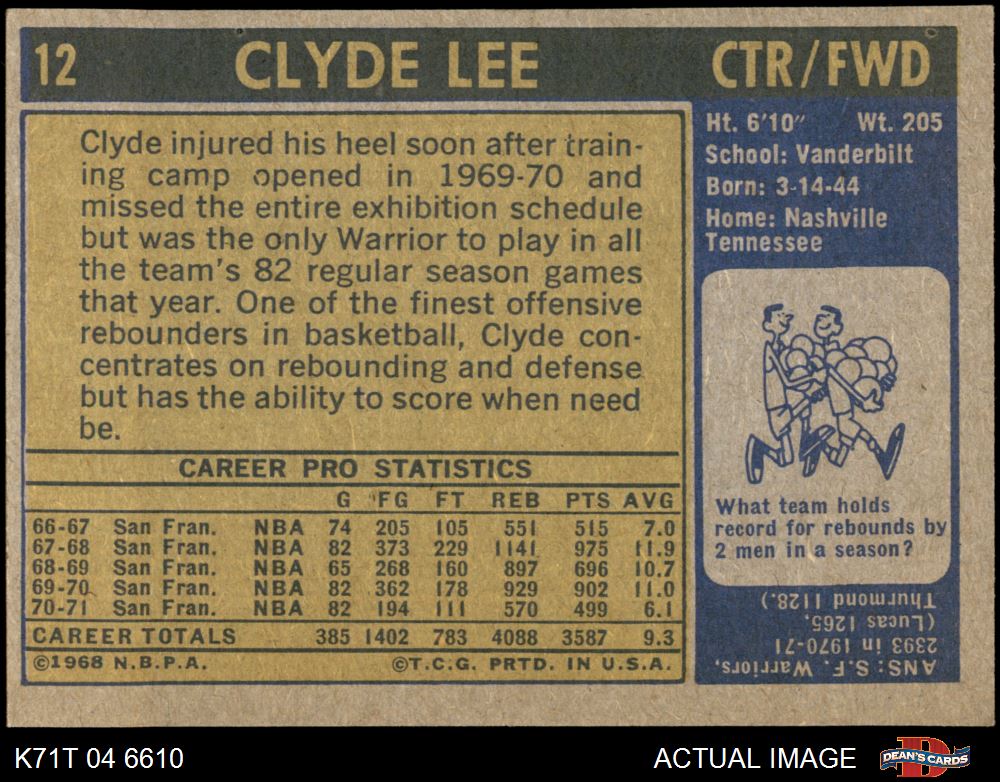 12 CLYDE LEE CTR/FWD
Clyde injured his heel soon after train-
ing camp opened in 1969-70 and
missed the entire exhibition schedule
but was the only Warrior to play in all
the team's 82 regular season games
that year. One of the finest offensive
rebounders in basketball, Clyde con-
centrates on rebounding and defense
but has the ability to score when need
be.
CAREER PRO STATISTICS
G FG FT REB PTS AVG
66-67 San Fran. NBA 74 205 105 551 515 7.0
67-68 San Fran. NBA 82 373 229 1141 975 11.9
68-69 San Fran. NBA 65 268 160 897 696 10.7
69-70 San Fran. NBA 82 362 178 929 902 11.0
70-71 San Fran. NBA 82 194 111 570 499 6.1
CAREER TOTALS 385 1402 783 4088 3587 9.3
©1968 N.B.P.A. ©T.C.G. PRTD. IN U.S.A.
Ht. 6'10" Wt. 205
School: Vanderbilt
Born: 3-14-44
Home: Nashville
Tennessee
What team holds
record for rebounds by
2 men in a season?
ANS: S.F. Warriors,
2393 in 1970-71
(Lucas 1265,
Thurmond 1128.)
K71T 04 6610 ACTUAL IMAGE DEAN'S CARDS